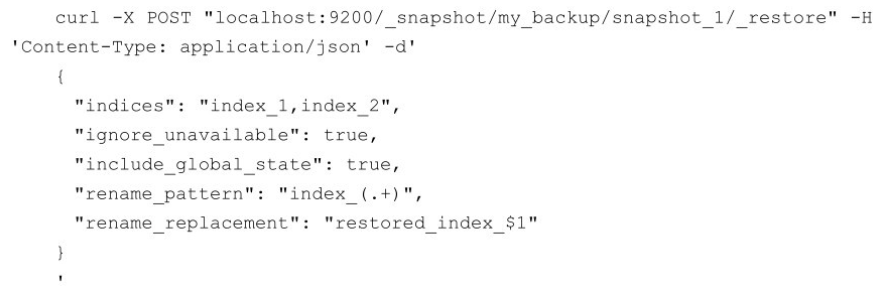 curl -X POST "localhost:9200/_snapshot/my_backup/snapshot_1/_restore" -H
'Content-Type: application/json' -d'
{
"indices": "index_1,index_2",
"ignore_unavailable": true,
"include_global_state": true,
"rename_pattern": "index_(.+)",
"rename_replacement": "restored_index_$1"
}
'